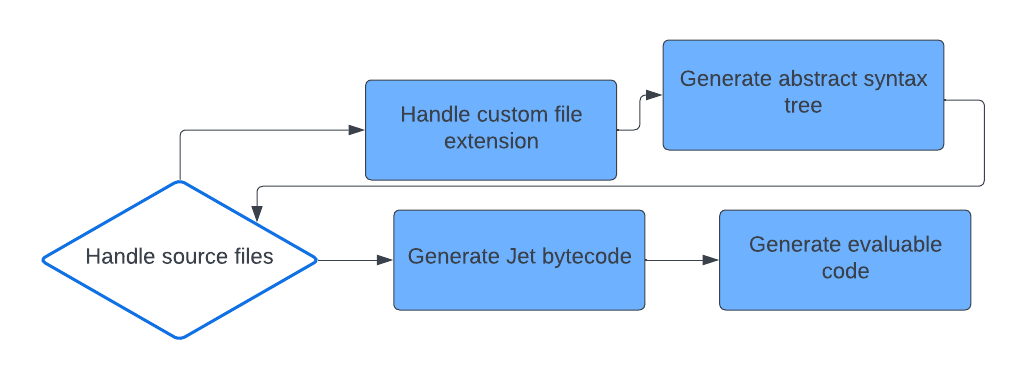 Generate abstract syntax
tree
Handle custom file
extension
Handle source files
Generate Jet bytecode
Generate evaluable
code